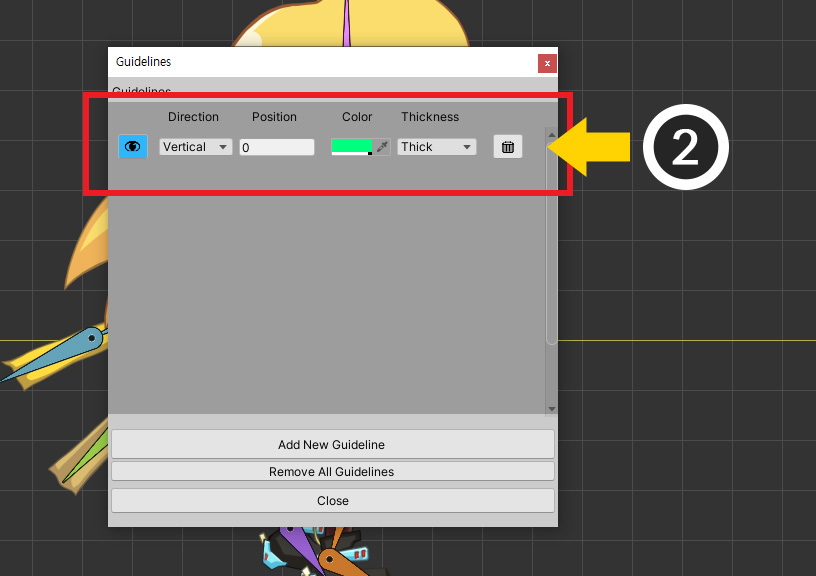 Guidelines
x
Guidelines
Direction Position Color Thickness
Vertical 0 Thick
2
Add New Guideline
Remove All Guidelines
Close